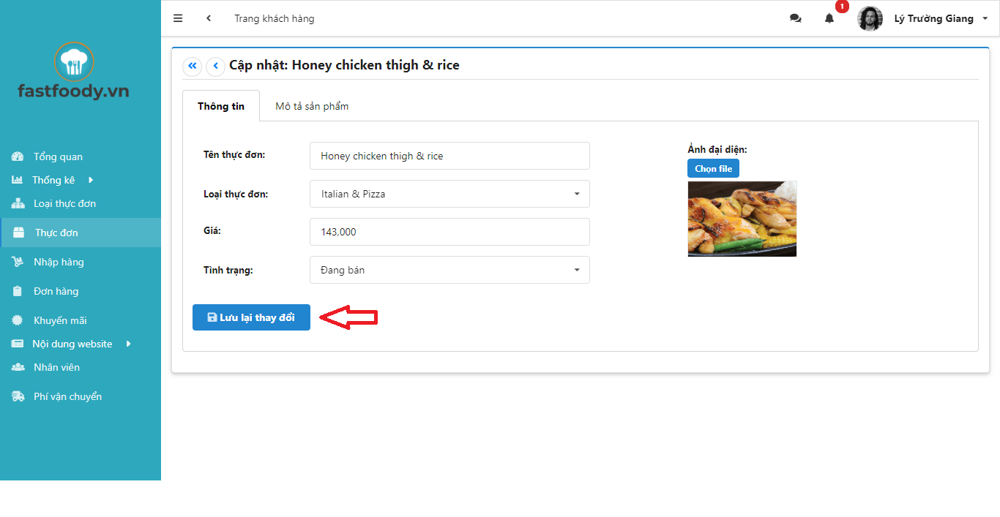 Trang khách hàng
1
Lý Trường Giang
fastfoody.vn
Tổng quan
Thống kê
Loại thực đơn
Thực đơn
Nhập hàng
Đơn hàng
Khuyến mãi
Nội dung website
Nhân viên
Phí vận chuyển
Cập nhật: Honey chicken thigh & rice
Thông tin
Mô tả sản phẩm
Tên thực đơn:
Honey chicken thigh & rice
Loại thực đơn:
Italian & Pizza
Giá:
143,000
Tình trạng:
Đang bán
Lưu lại thay đổi
Ảnh đại diện:
Chọn file